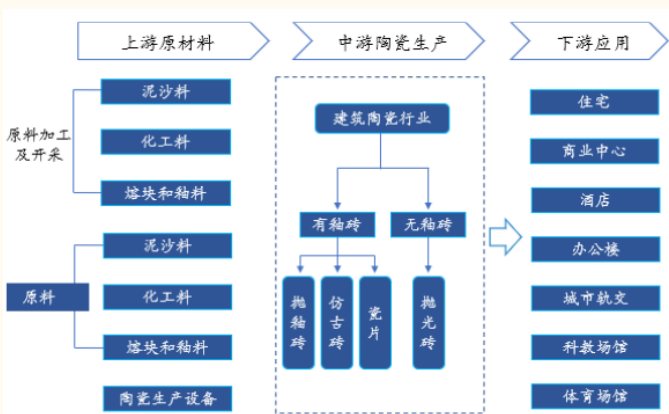 上游原材料
中游陶瓷生产
下游应用
原料加工
及开采
泥沙料
化工料
熔块和釉料
原料
泥沙料
化工料
熔块和釉料
陶瓷生产设备
建筑陶瓷行业
有釉砖
无釉砖
抛釉砖
仿古砖
瓷片
抛光砖
住宅
商业中心
酒店
办公楼
城市轨交
科教场馆
体育场馆